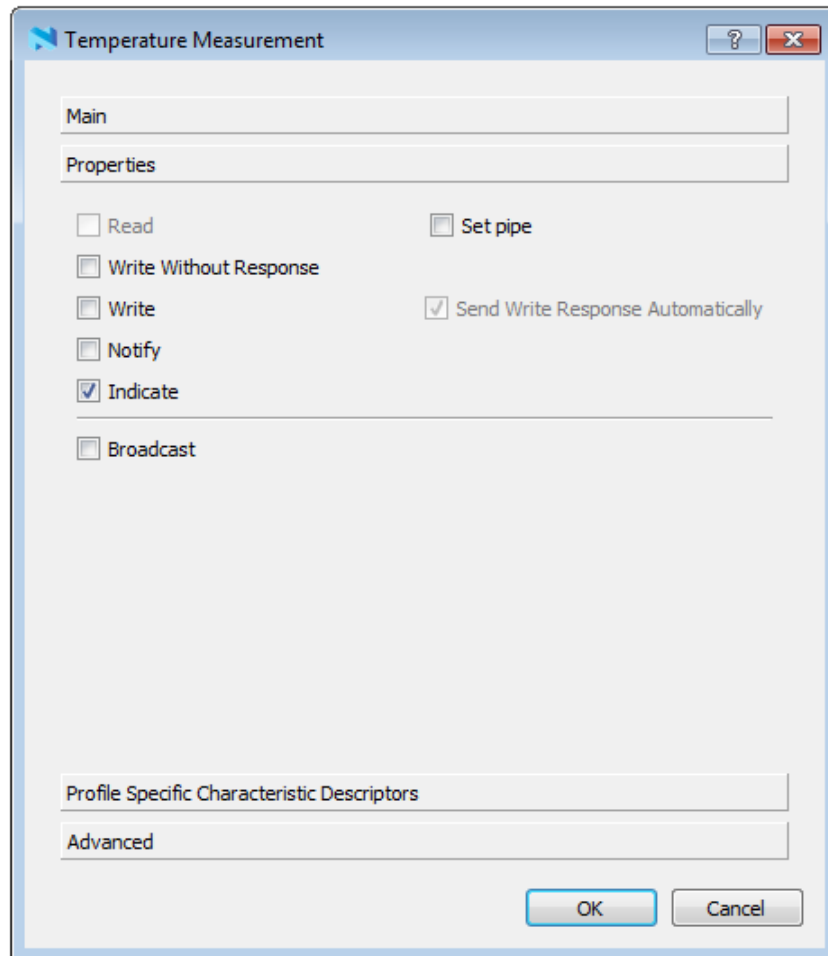 Temperature Measurement
Main
Properties
Read
Set pipe
Write Without Response
Write
Send Write Response Automatically
Notify
Indicate
Broadcast
Profile Specific Characteristic Descriptors
Advanced
OK
Cancel